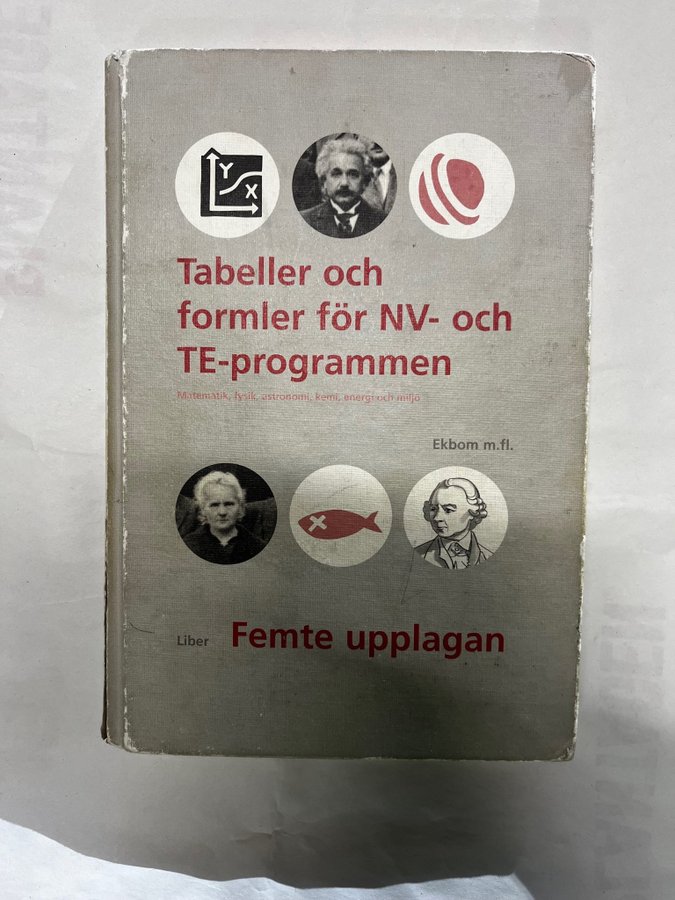 Y
X
Tabeller och
formler för NV- och
TE-programmen
Matematik, fysik, astronomi, kemi, energi och miljö
Ekbom m.fl.
Liber Femte upplagan